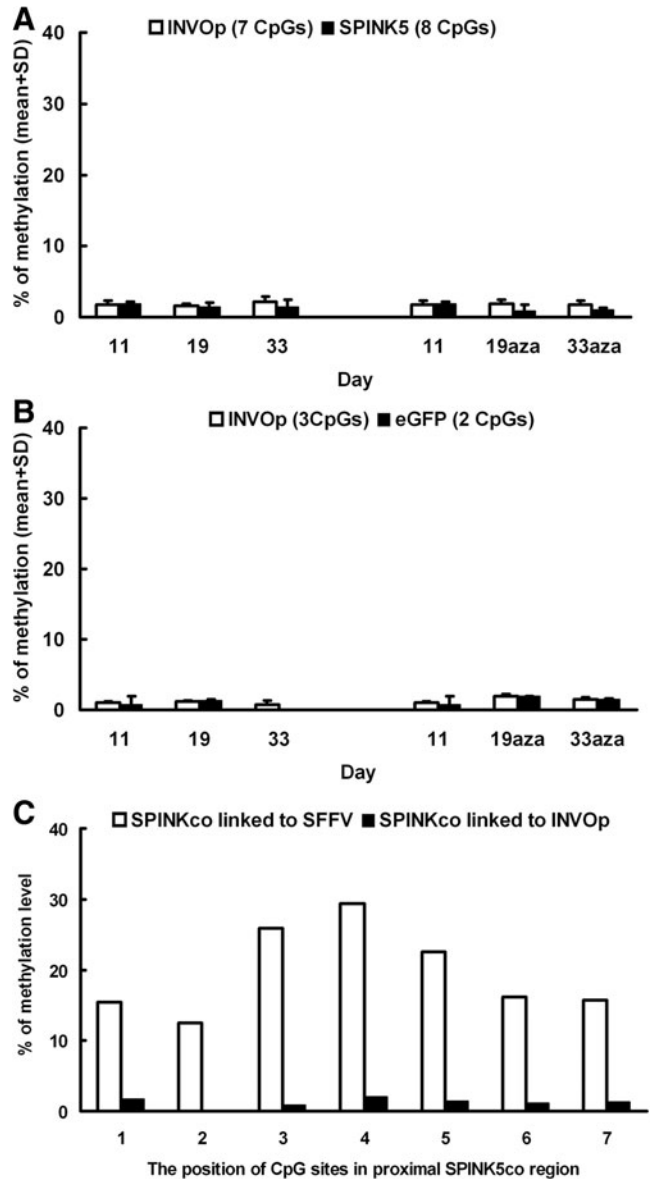 A
INVOp (7 CpGs) SPINK5 (8 CpGs)
% of methylation (mean+SD)
40
30
20
10
0
11 19 33 11 19aza 33aza
Day
B
INVOp (3CpGs) eGFP (2 CpGs)
% of methylation (mean+SD)
40
30
20
10
0
11 19 33 11 19aza 33aza
Day
C
SPINKco linked to SFFV SPINKco linked to INVOp
% of methylation level
40
30
20
10
0
1 2 3 4 5 6 7
The position of CpG sites in proximal SPINK5co region